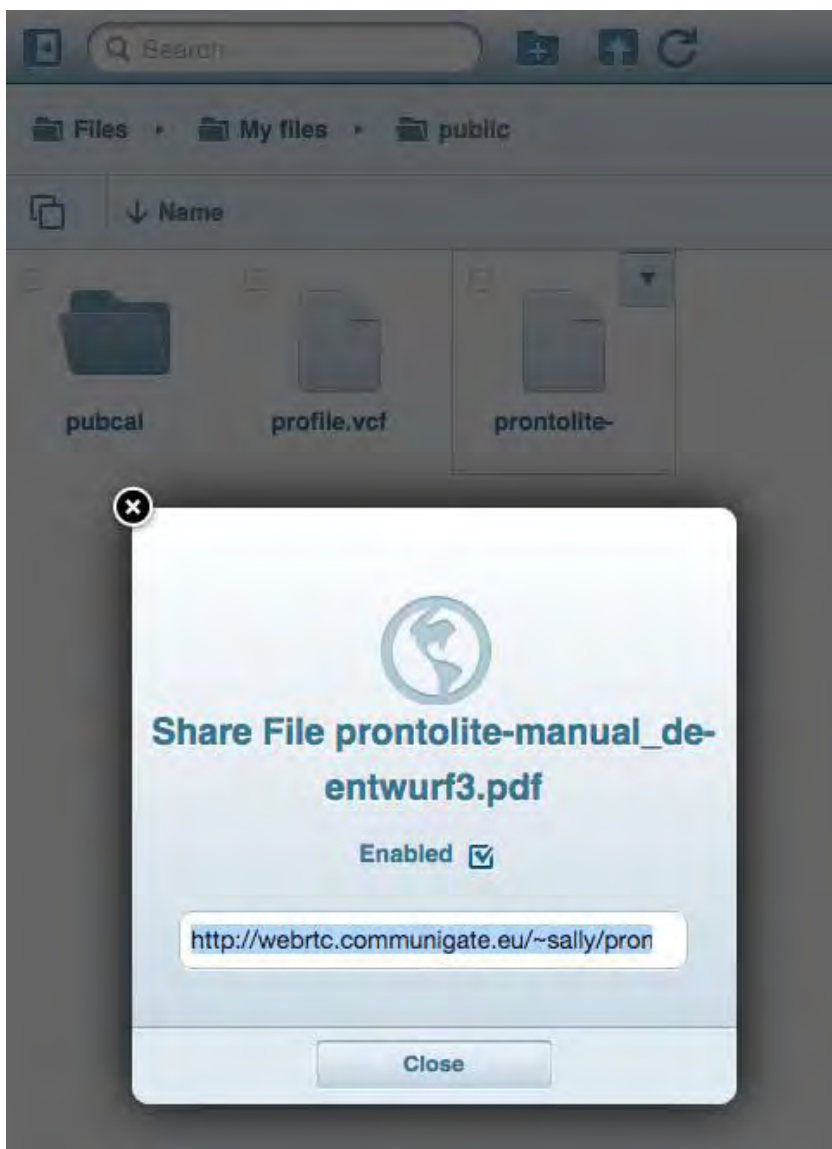 Search
Files My files public
Name
pubcal profile.vcf prontolite-
Share File prontolite-manual_de-
entwurf3.pdf
Enabled
http://webrtc.communigate.eu/~sally/pron
Close